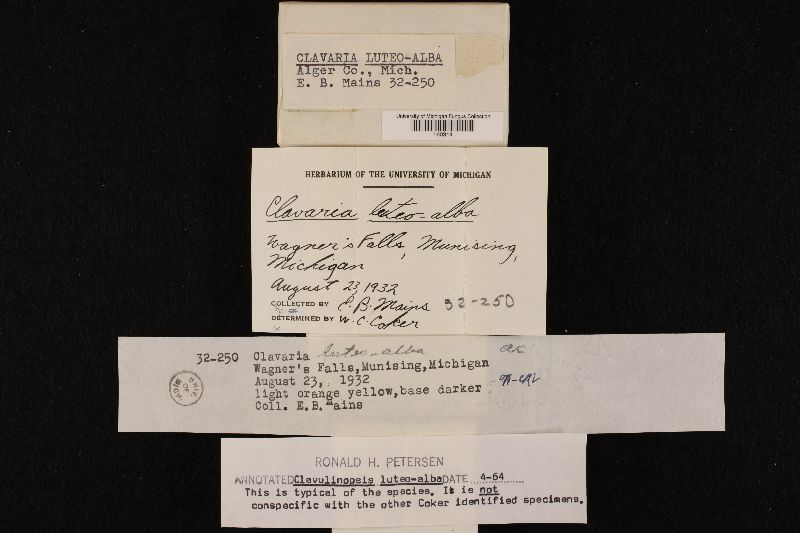 CLAVARIA LUTEO-ALBA
Alger Co., Mich.
E. B. Mains 32-250
University of Michigan Fungus Collection
HERBARIUM OF THE UNIVERSITY OF MICHIGAN
Clavaria luteo-alba
Wagner's Falls, Munising,
Michigan
August 23, 1932
COLLECTED BY E. B. Mains 32-250
DETERMINED BY W. C. Coker
32-250 Clavaria luteo-alba
Wagner's Falls,Munising,Michigan
August 23, 1932
light orange yellow,base darker
Coll. E.B.Mains
UNIV. OF MICH.
RONALD H. PETERSEN
ANNOTATED Clavulinopsis luteo-alba DATE 4-64
This is typical of the species. It is not
conspecific with the other Coker identified specimens.